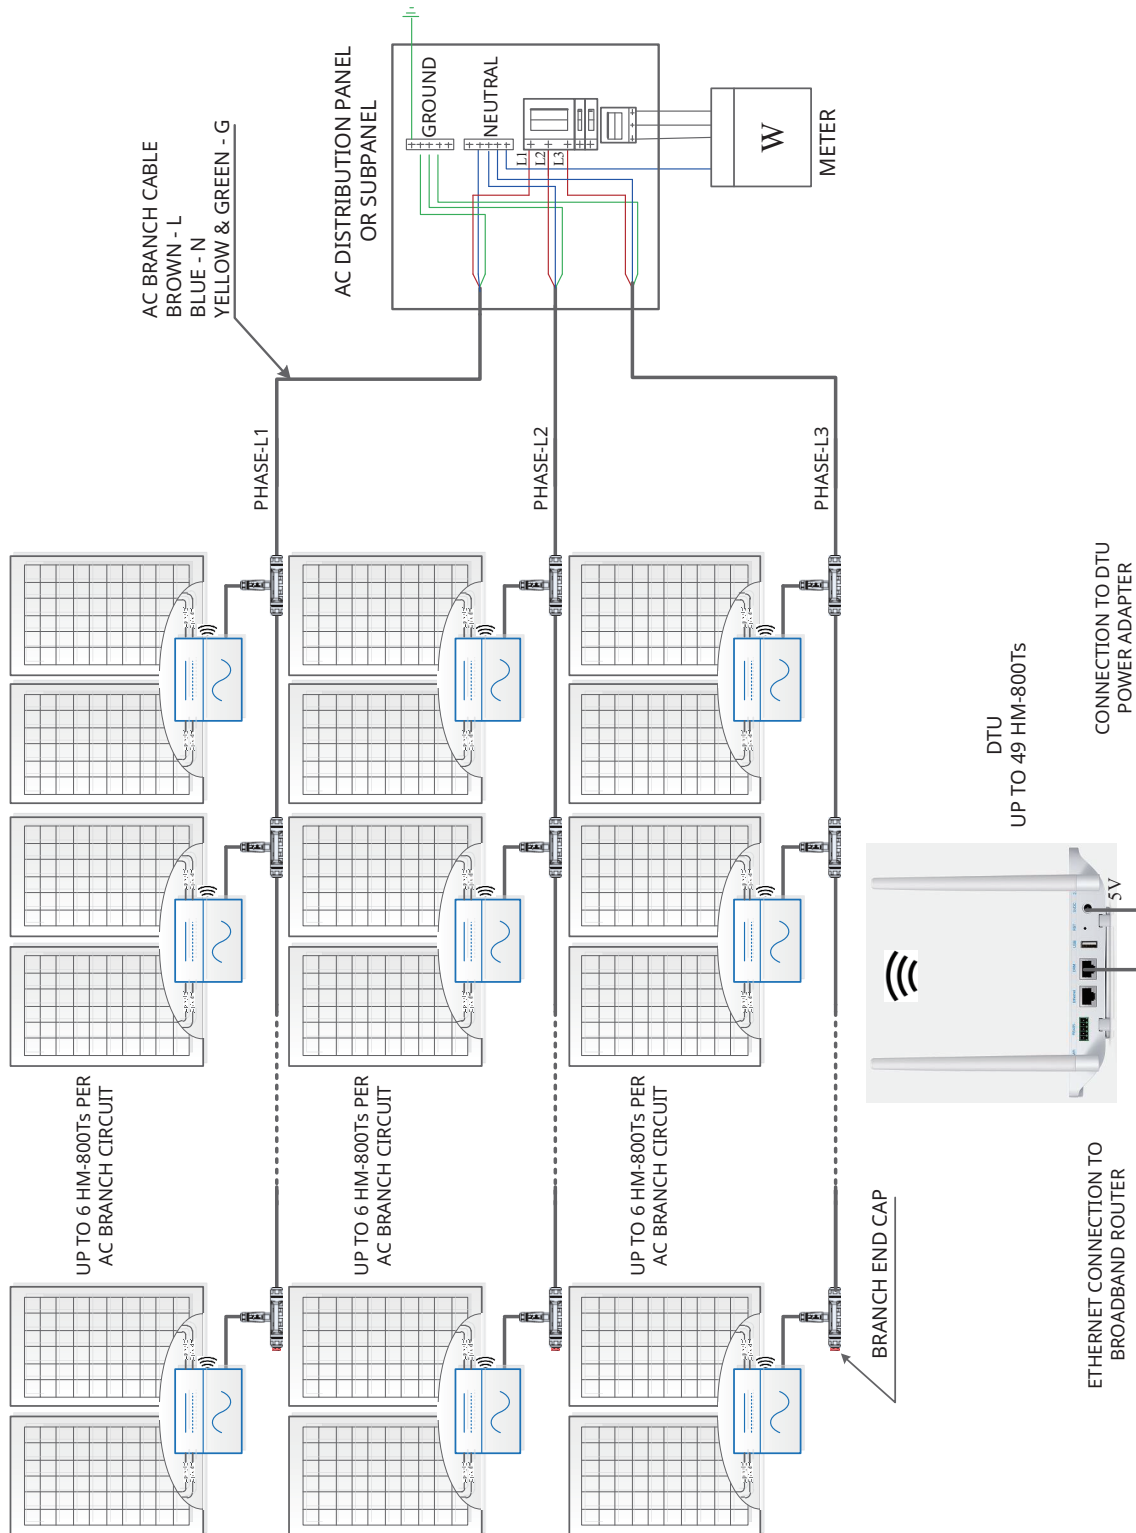 AC BRANCH CABLE
BROWN - L
BLUE - N
YELLOW & GREEN - G
AC DISTRIBUTION PANEL
OR SUBPANEL
GROUND
NEUTRAL
L1
L2
L3
W
METER
PHASE-L1
PHASE-L2
PHASE-L3
UP TO 6 HM-800Ts PER
AC BRANCH CIRCUIT
UP TO 6 HM-800Ts PER
AC BRANCH CIRCUIT
UP TO 6 HM-800Ts PER
AC BRANCH CIRCUIT
BRANCH END CAP
DTU
UP TO 49 HM-800Ts
CONNECTION TO DTU
POWER ADAPTER
5V
ETHERNET CONNECTION TO
BROADBAND ROUTER